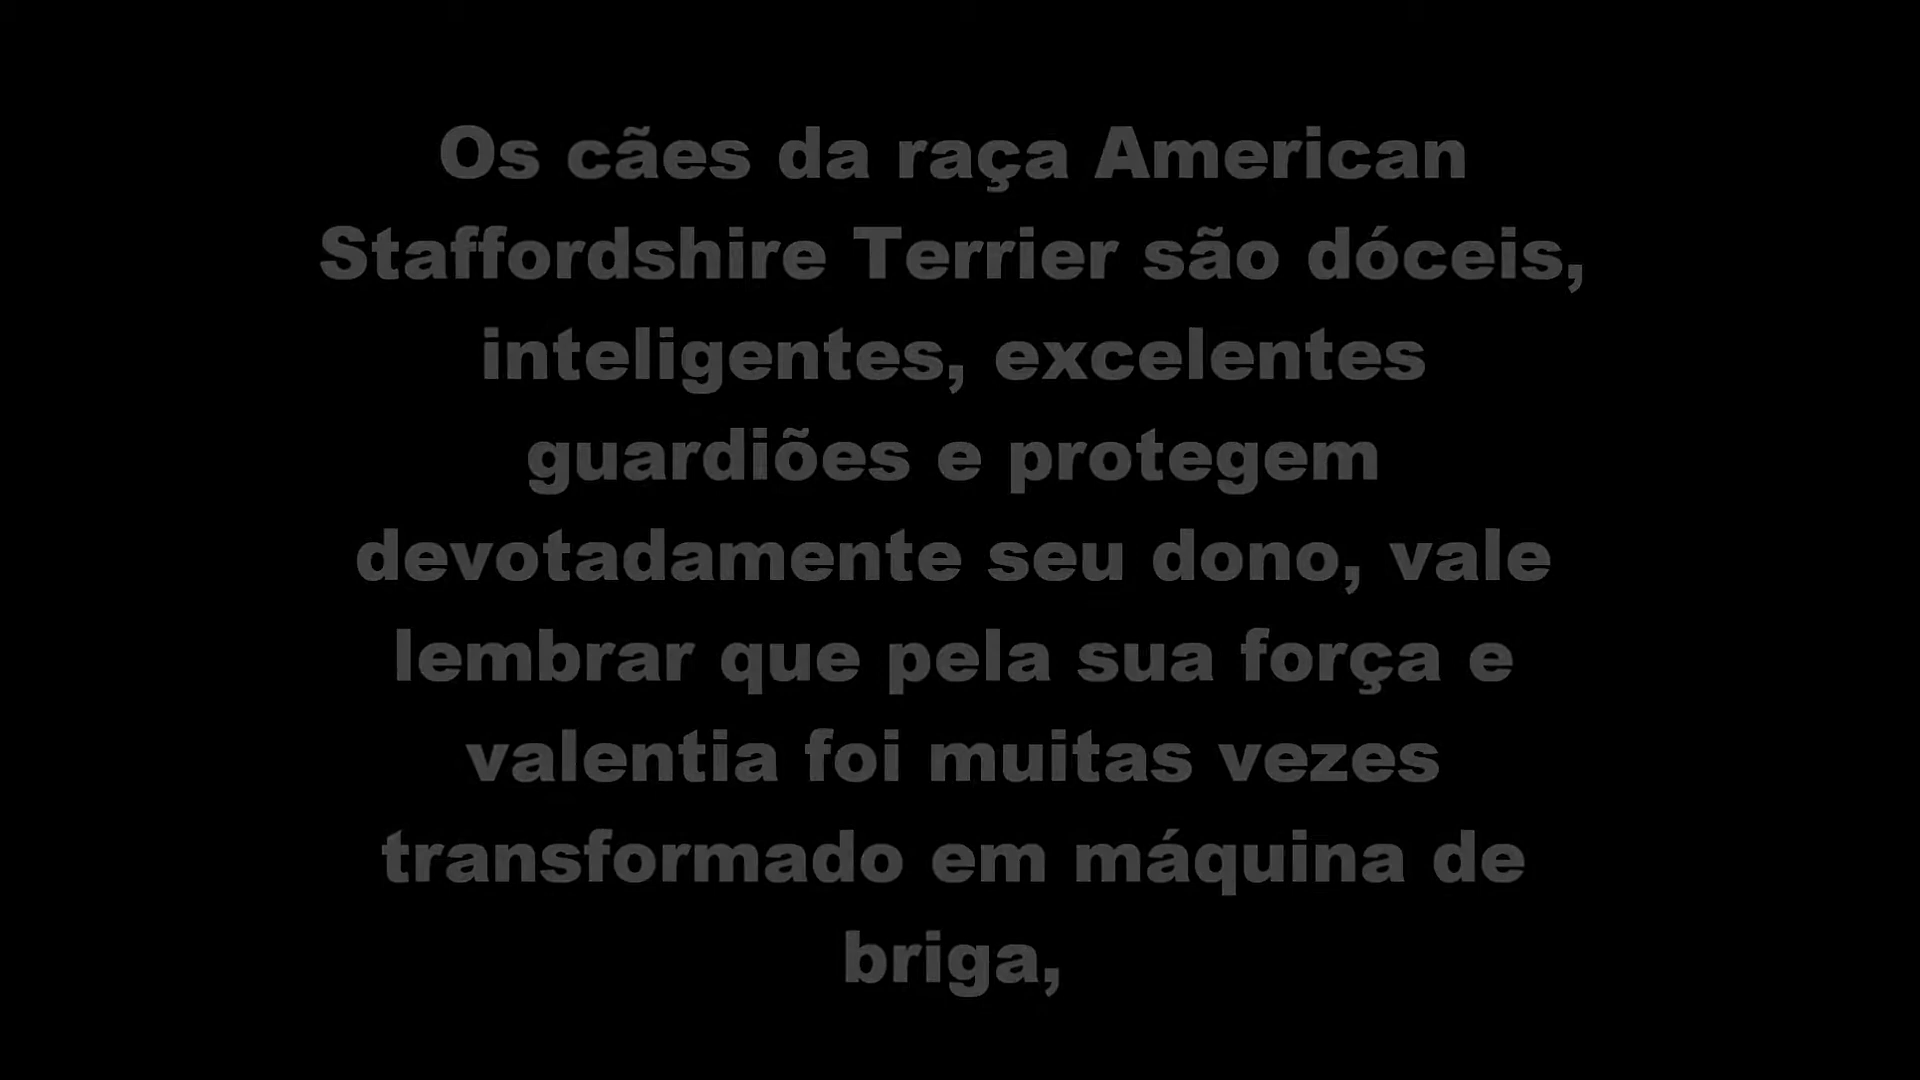 Os cães da raça American
Staffordshire Terrier são dóceis,
inteligentes, excelentes
guardiões e protegem
devotadamente seu dono, vale
lembrar que pela sua força e
valentia foi muitas vezes
transformado em máquina de
briga,